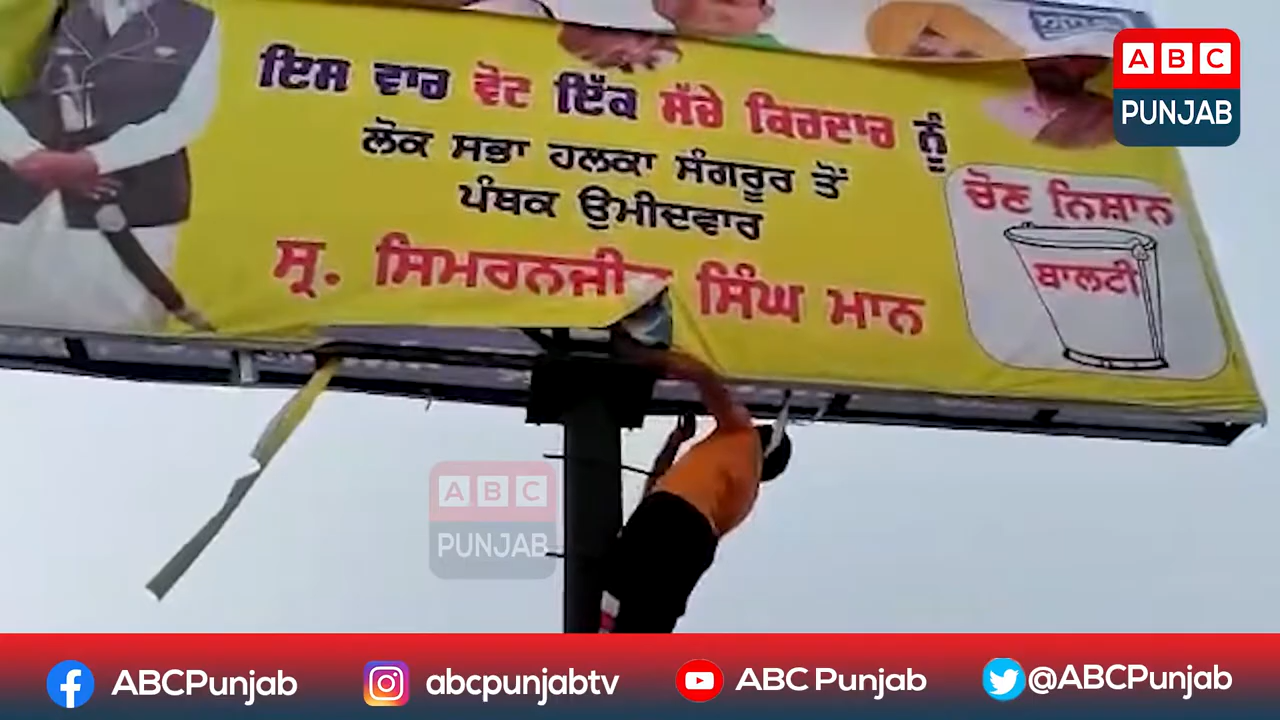 ABC
PUNJAB
ਇਸ ਵਾਰ ਵੋਟ ਇੱਕ ਸੱਚੇ ਕਿਰਦਾਰ ਨੂੰ
ਲੋਕ ਸਭਾ ਹਲਕਾ ਸੰਗਰੂਰ ਤੋਂ
ਪੰਥਕ ਉਮੀਦਵਾਰ
ਸ੍ਰ. ਸਿਮਰਨਜੀਤ ਸਿੰਘ ਮਾਨ
ਚੋਣ ਨਿਸ਼ਾਨ
ਬਾਲਟੀ
ABC
PUNJAB
ABCPunjab
abcpunjabtv
ABC Punjab
@ABCPunjab